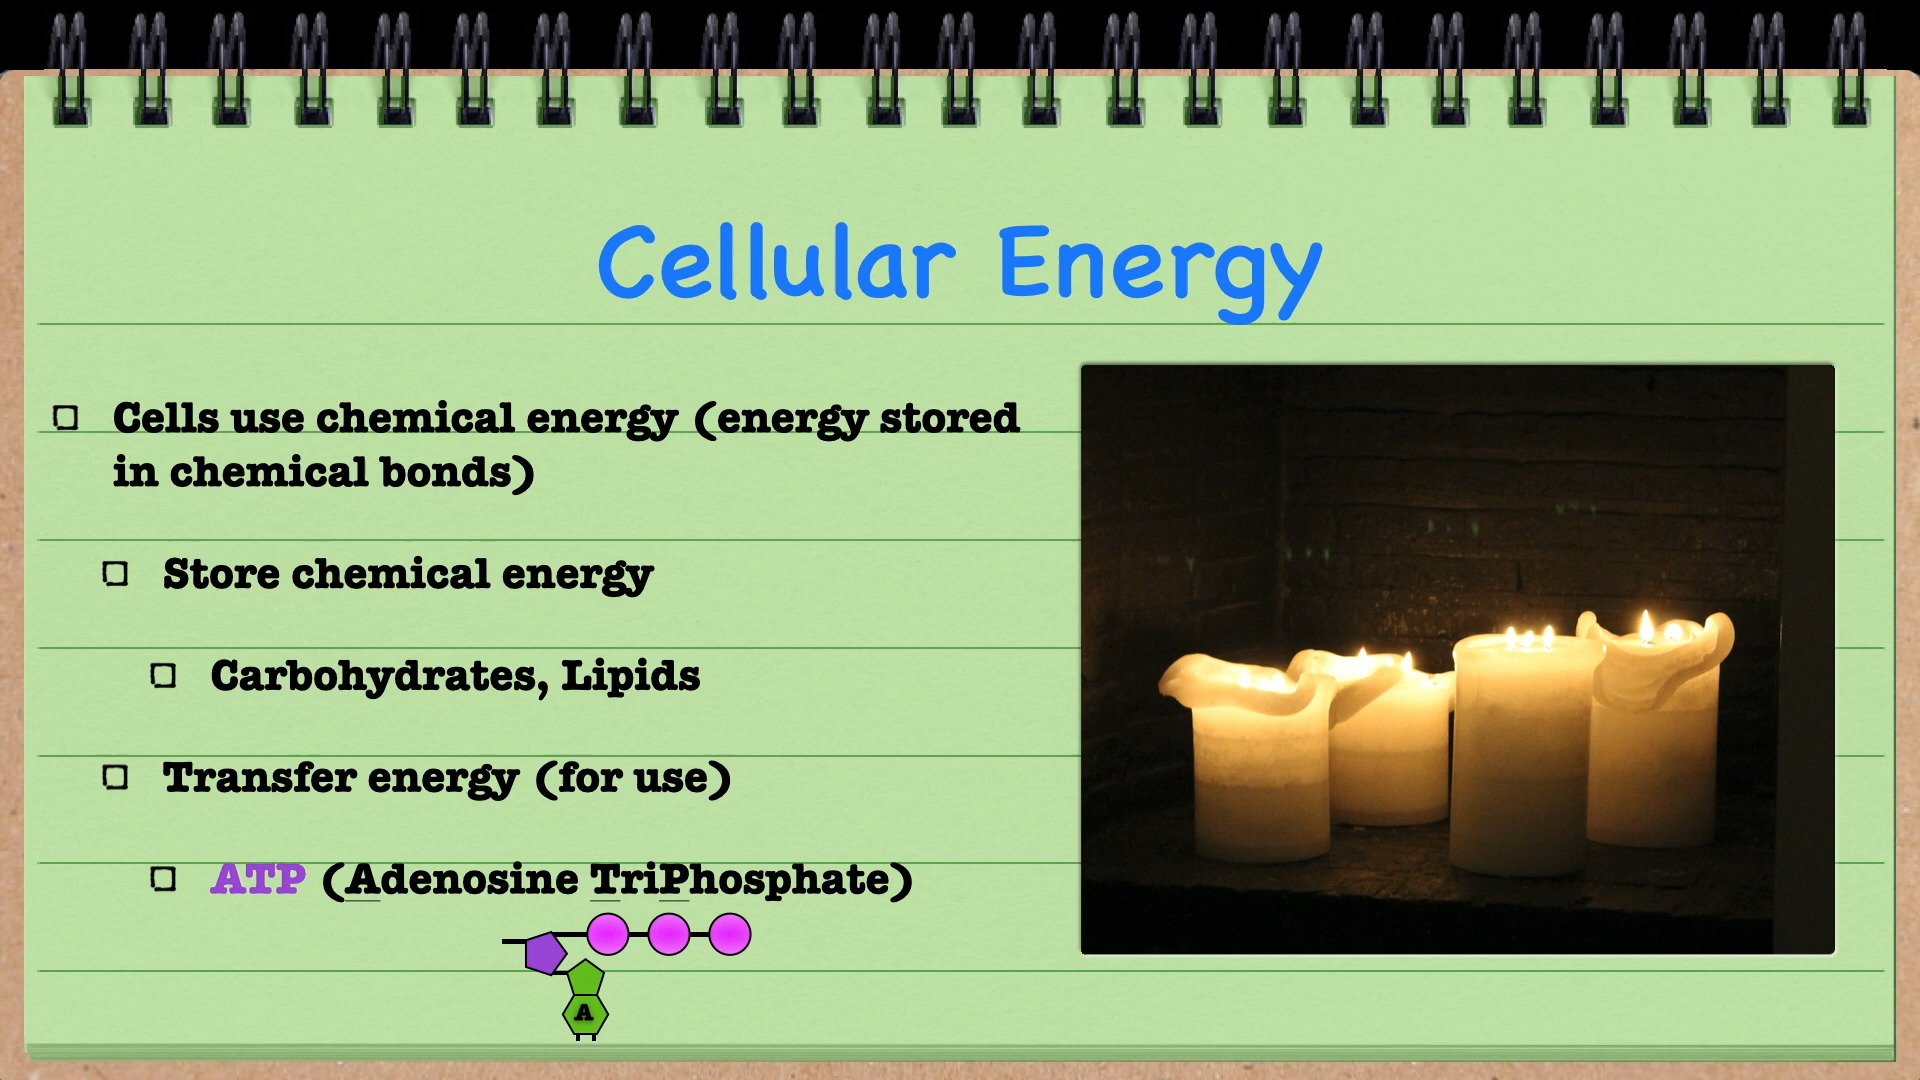 Cellular Energy
Cells use chemical energy (energy stored
in chemical bonds)
Store chemical energy
Carbohydrates, Lipids
Transfer energy (for use)
ATP (Adenosine TriPhosphate)
A